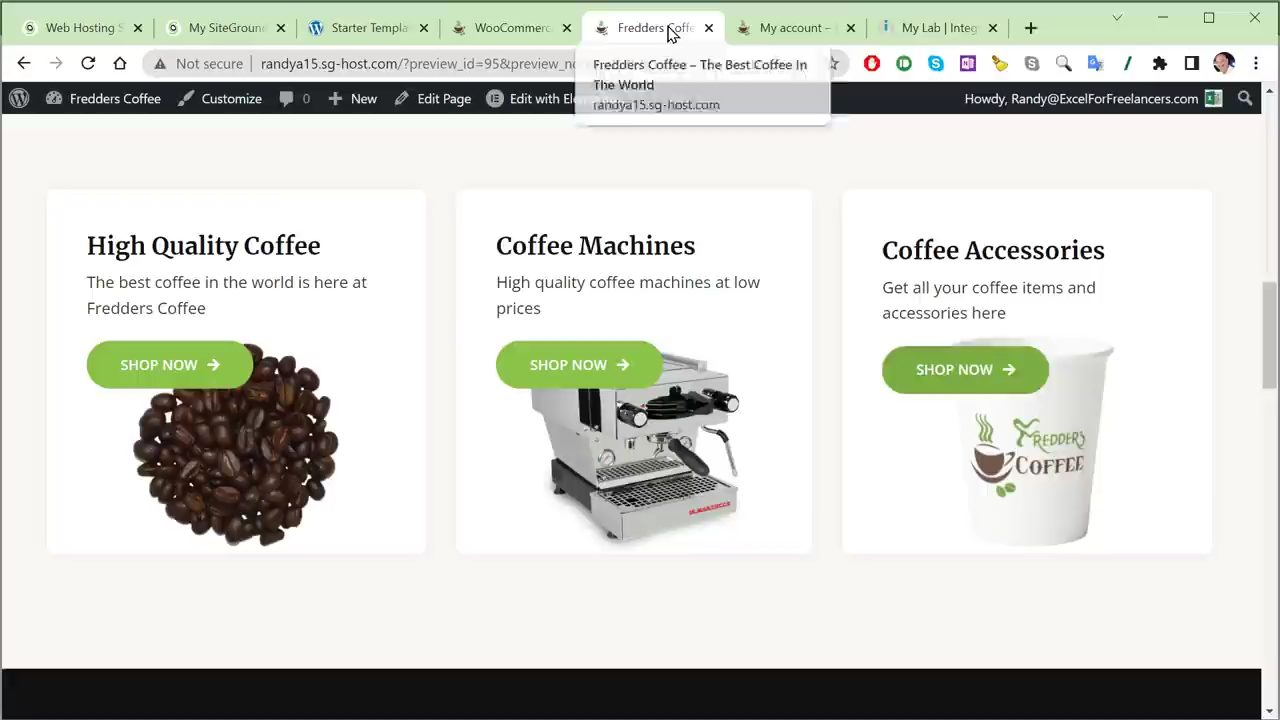 Web Hosting S
My SiteGround
Starter Templa
WooCommerc
Fredders Coffe
My account –
My Lab | Integ
Not secure
randya15.sg-host.com/?preview_id=95&preview_no
Fredders Coffee – The Best Coffee In
The World
randya15.sg-host.com
Fredders Coffee
Customize
0
New
Edit Page
Edit with Elem
Howdy, Randy@ExcelForFreelancers.com
High Quality Coffee
The best coffee in the world is here at
Fredders Coffee
SHOP NOW
Coffee Machines
High quality coffee machines at low
prices
SHOP NOW
Coffee Accessories
Get all your coffee items and
accessories here
SHOP NOW
FREDDER'S
COFFEE